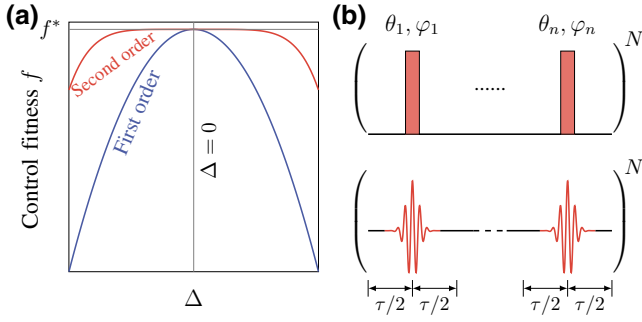 (a)
f*
Control fitness f
Second order
First order
Δ = 0
Δ
(b)
θ₁, φ₁
θₙ, φₙ
N
......
N
τ/2
τ/2
τ/2
τ/2